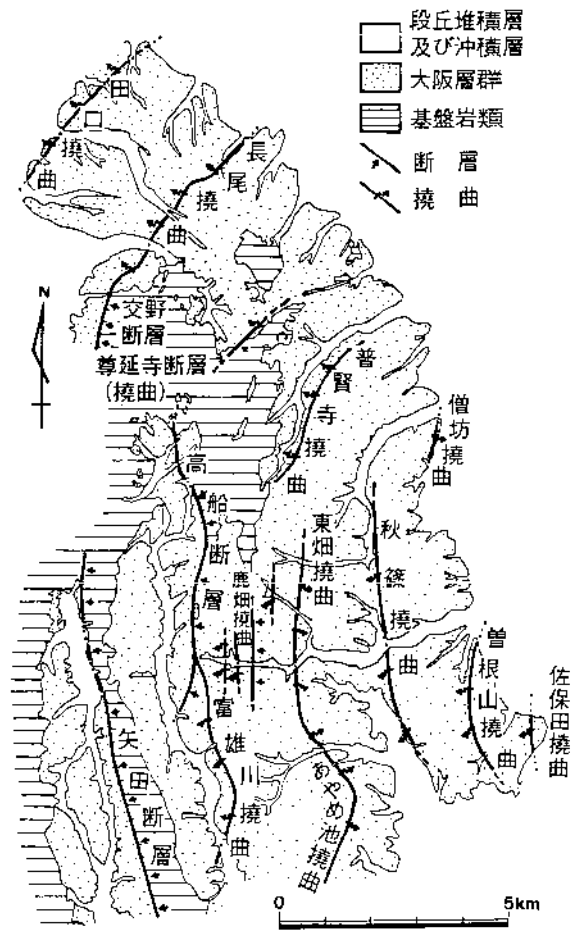 段丘堆積層
及び沖積層
大阪層群
基盤岩類
断層
撓曲
田口撓曲
長尾撓曲
N
交野
断層
尊延寺断層
(撓曲)
普賢寺撓曲
僧坊撓曲
高船断層
東畑撓曲
秋篠撓曲
鹿畑撓曲
曽根山撓曲
佐保田撓曲
富雄川撓曲
矢田断層
あやめ池撓曲
0
5km